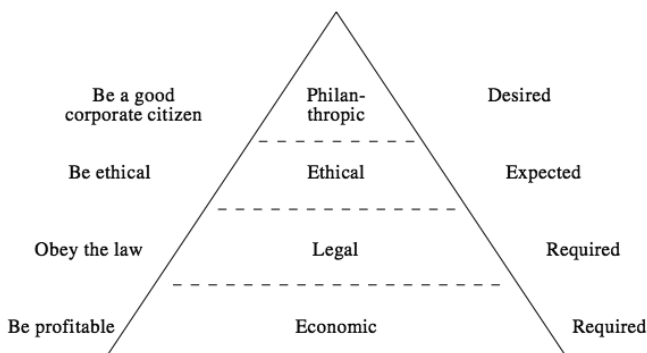 Be a good
corporate citizen
Philan-
thropic
Desired
Be ethical
Ethical
Expected
Obey the law
Legal
Required
Be profitable
Economic
Required